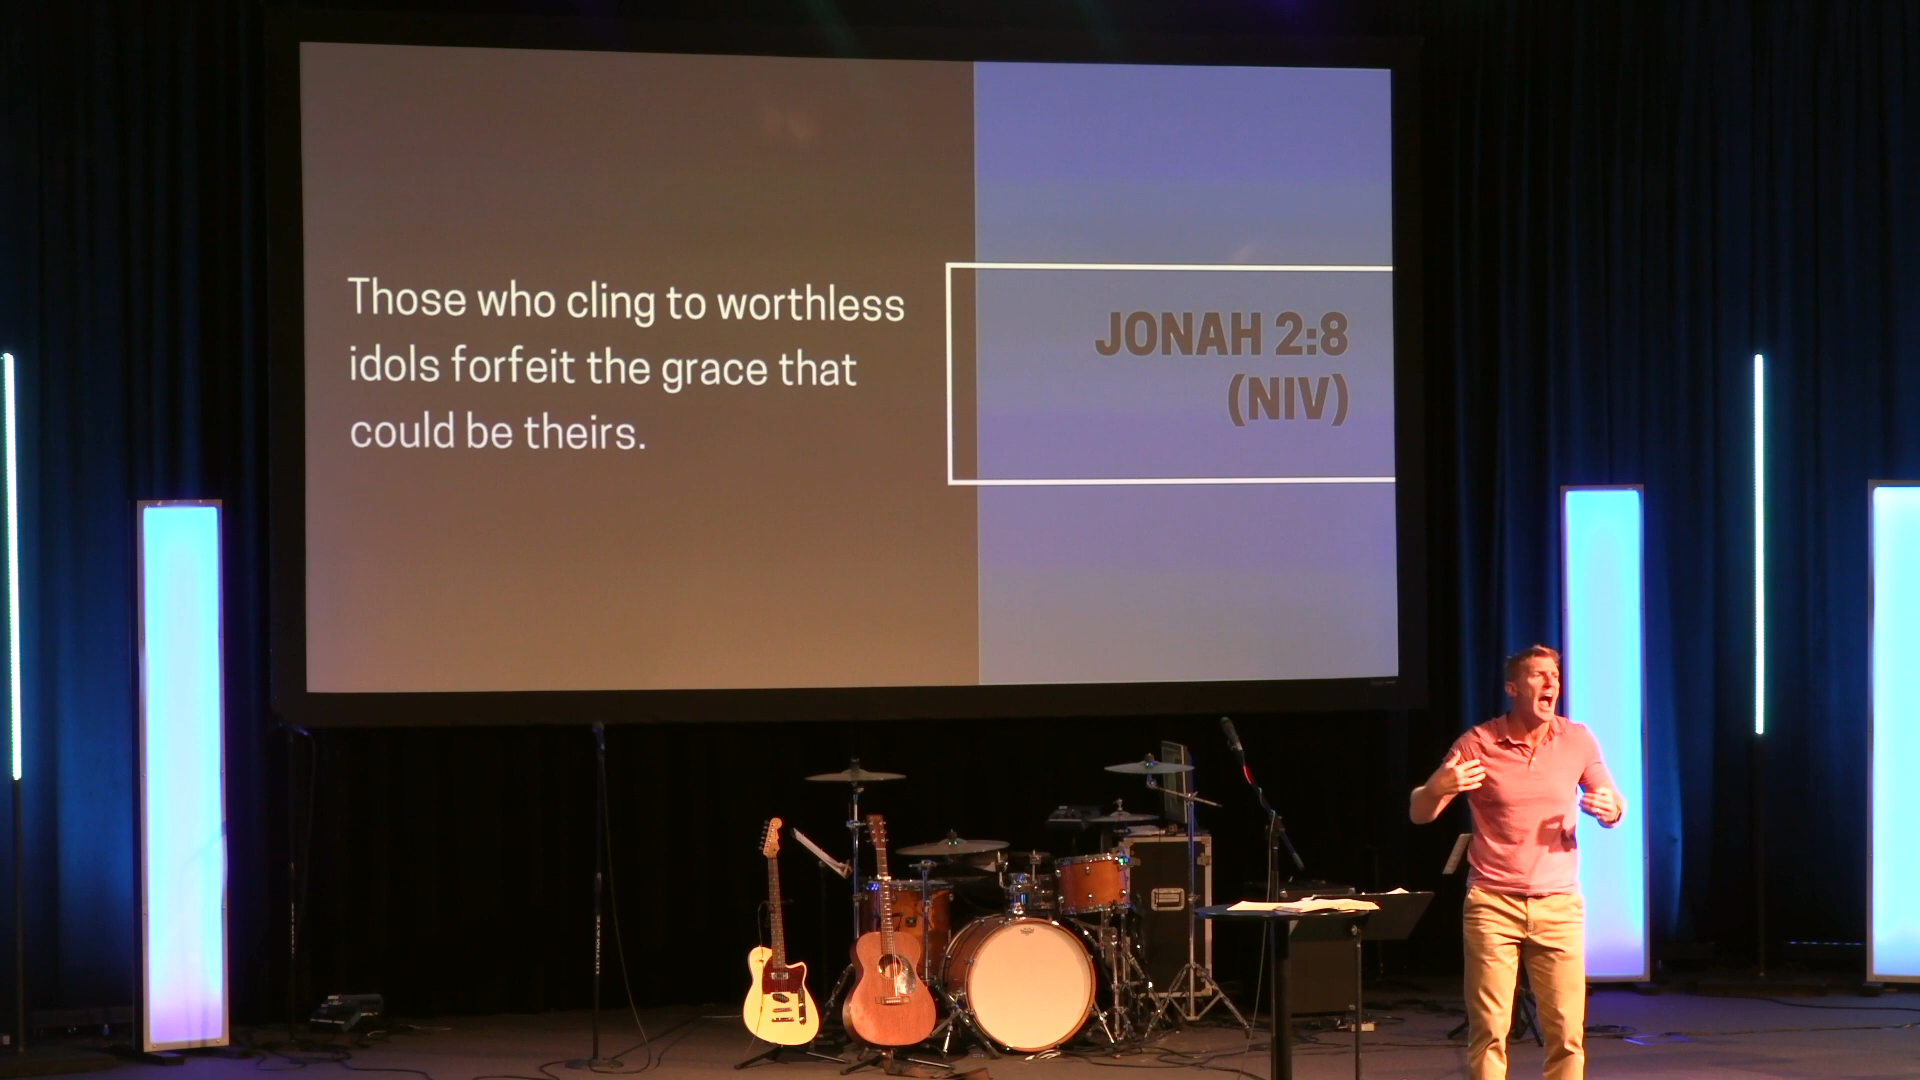 Those who cling to worthless
idols forfeit the grace that
could be theirs.
JONAH 2:8
(NIV)